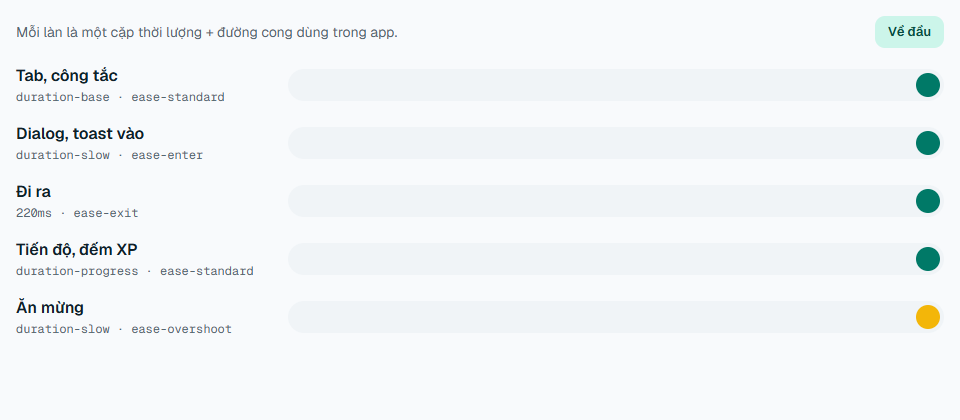 Mỗi làn là một cặp thời lượng + đường cong dùng trong app.
Về đầu
Tab, công tắc
duration-base · ease-standard
Dialog, toast vào
duration-slow · ease-enter
Đi ra
220ms · ease-exit
Tiến độ, đếm XP
duration-progress · ease-standard
Ăn mừng
duration-slow · ease-overshoot